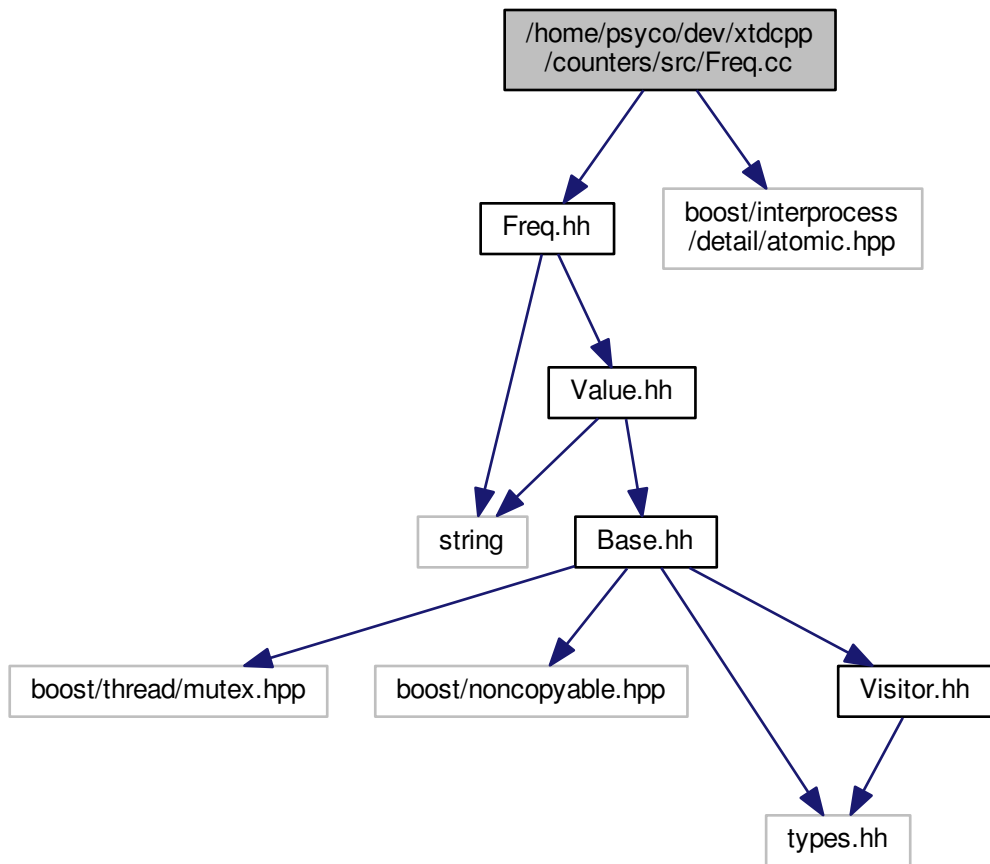 /home/psyco/dev/xtdcpp
/counters/src/Freq.cc
Freq.hh
boost/interprocess
/detail/atomic.hpp
Value.hh
string
Base.hh
boost/thread/mutex.hpp
boost/noncopyable.hpp
Visitor.hh
types.hh